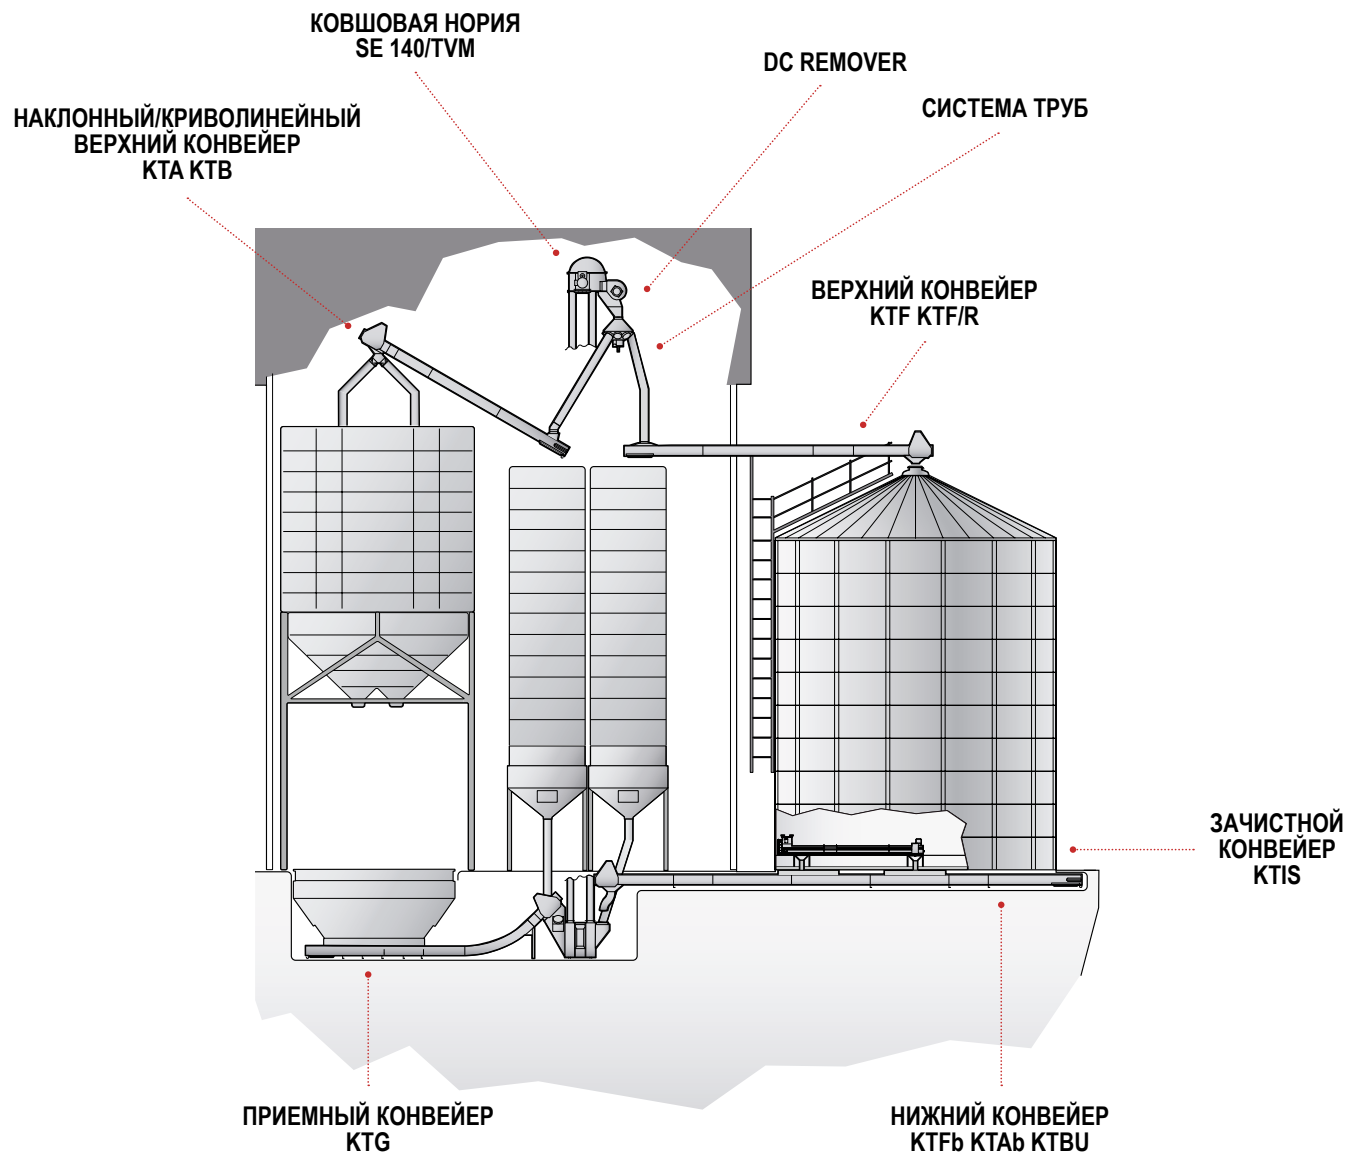 КОВШОВАЯ НОРИЯ
SE 140/TVM
DC REMOVER
СИСТЕМА ТРУБ
НАКЛОННЫЙ/КРИВОЛИНЕЙНЫЙ
ВЕРХНИЙ КОНВЕЙЕР
KTA KTB
ВЕРХНИЙ КОНВЕЙЕР
KTF KTF/R
ЗАЧИСТНОЙ
КОНВЕЙЕР
KTIS
ПРИЕМНЫЙ КОНВЕЙЕР
KTG
НИЖНИЙ КОНВЕЙЕР
KTFb KTAb KTBU